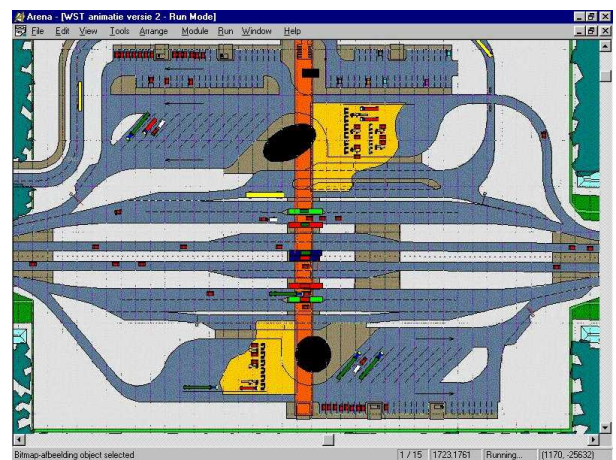 Arena - [WST animatie versie 2 - Run Mode]
File Edit View Tools Arrange Module Run Window Help
Bitmap-afbeelding object selected 1 / 15 1723.1761 Running... (1170, -25632)